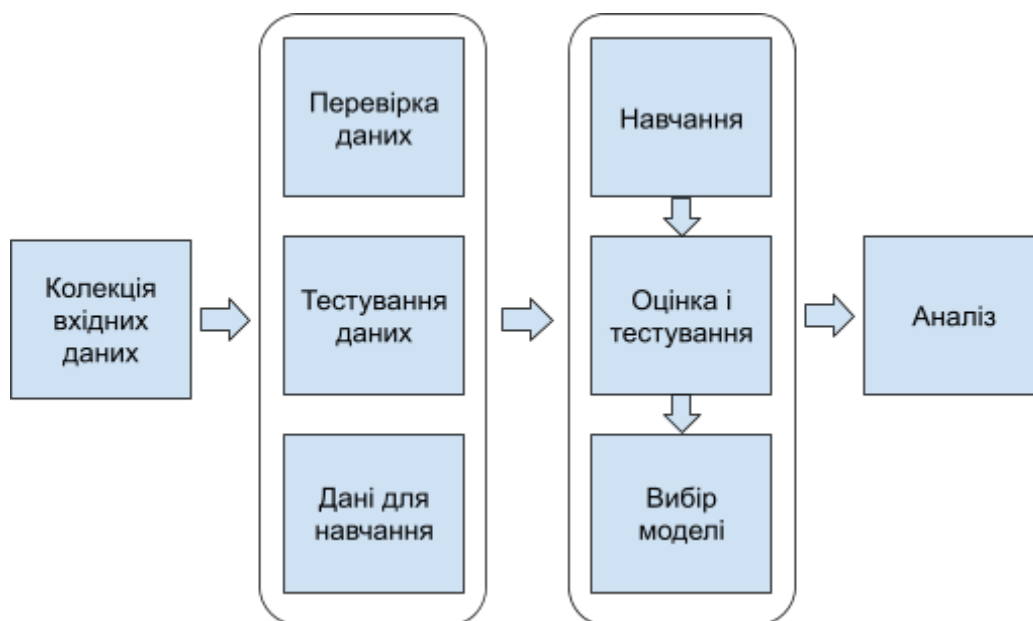 Колекція
вхідних
даних
Перевірка
даних
Тестування
даних
Дані для
навчання
Навчання
Оцінка і
тестування
Вибір
моделі
Аналіз